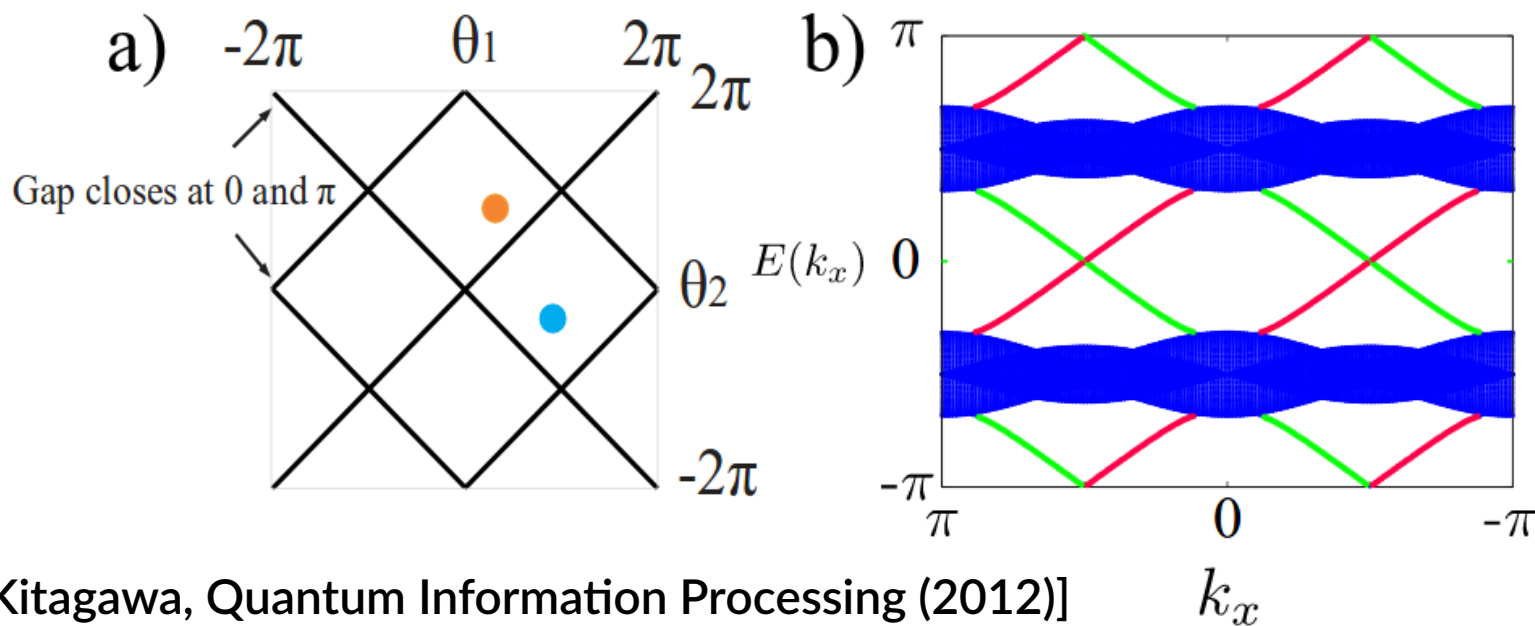 a) -2π θ1 2π
2π
Gap closes at 0 and π
θ2
-2π
b) π
E(kx) 0
-π
π 0 -π
kx
Kitagawa, Quantum Information Processing (2012)]